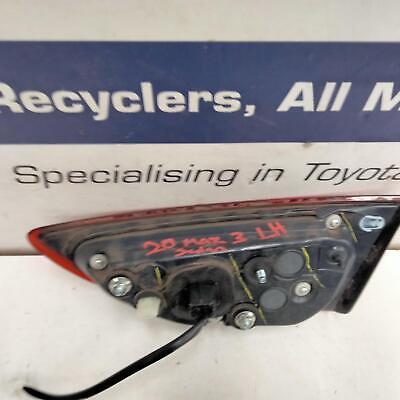 Recyclers, All M
Specialising in Toyota
20 MAZ 3 LH